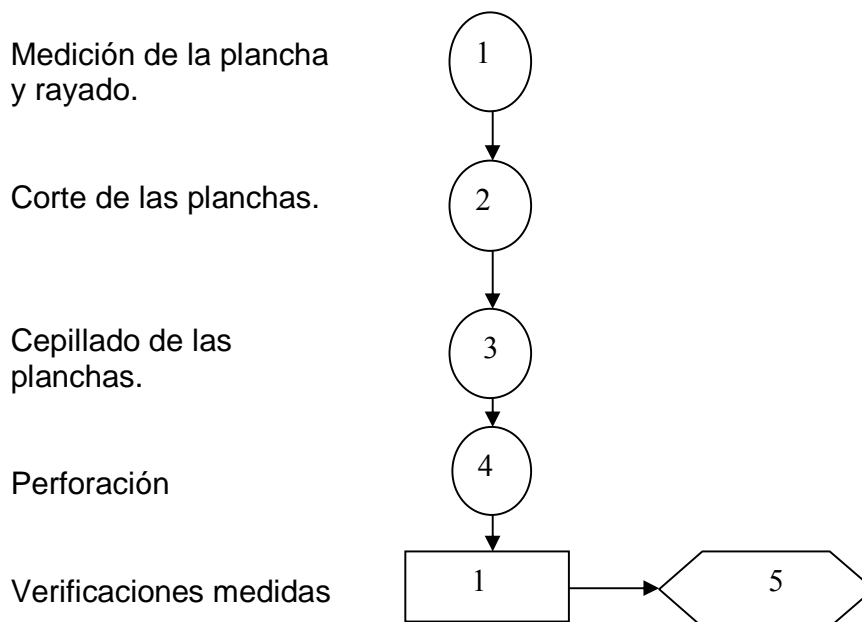 Medición de la plancha
y rayado.
1
Corte de las planchas.
2
Cepillado de las
planchas.
3
Perforación
4
Verificaciones medidas
1
5